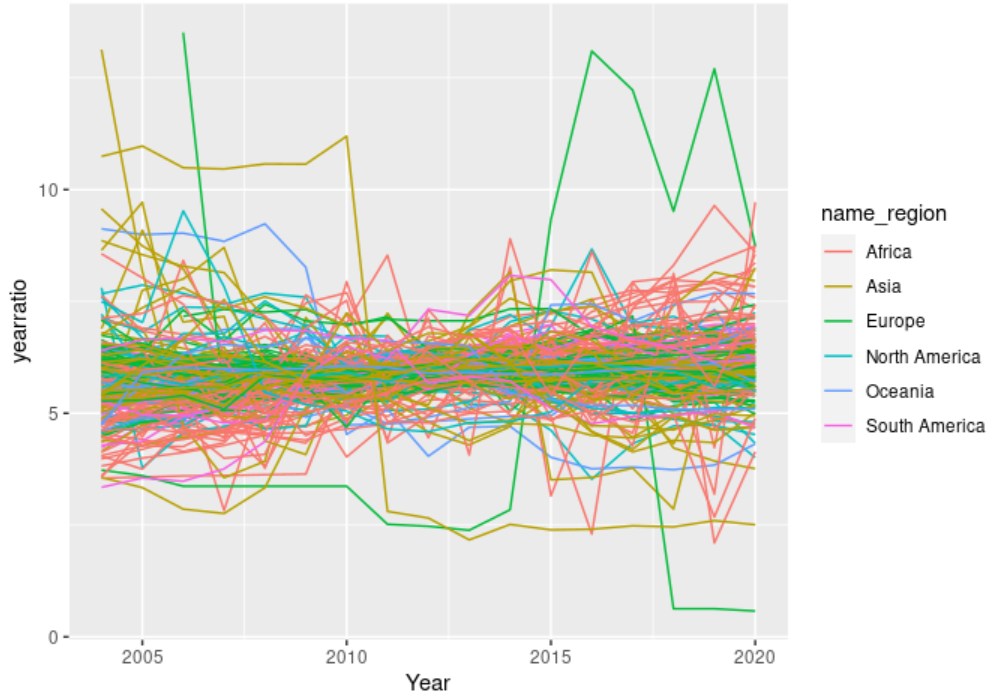 10
5
0
yearratio
2005 2010 2015 2020
Year
name_region
Africa
Asia
Europe
North America
Oceania
South America